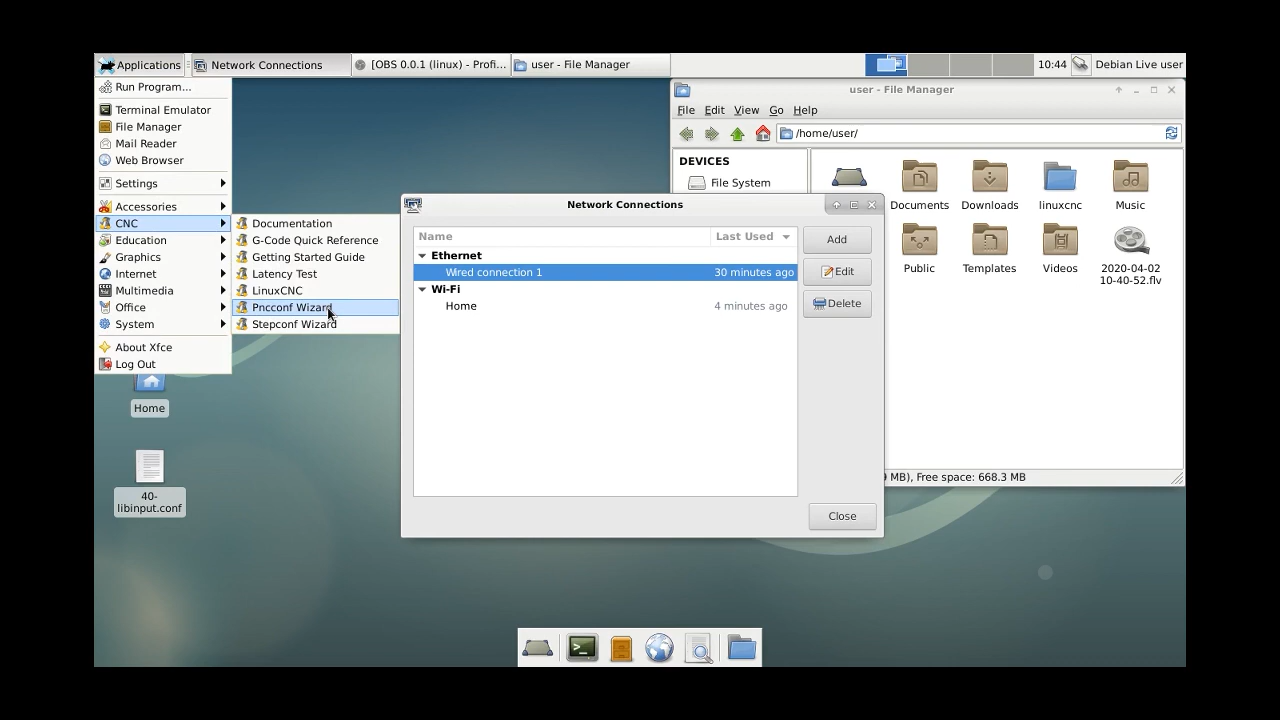 Applications
Network Connections
[OBS 0.0.1 (linux) - Profi...
user - File Manager
10:44
Debian Live user
Run Program...
Terminal Emulator
File Manager
Mail Reader
Web Browser
Settings
Accessories
CNC
Education
Graphics
Internet
Multimedia
Office
System
About Xfce
Log Out
Documentation
G-Code Quick Reference
Getting Started Guide
Latency Test
LinuxCNC
Pncconf Wizard
Stepconf Wizard
Home
40-
libinput.conf
user - File Manager
File Edit View Go Help
/home/user/
DEVICES
File System
Documents
Downloads
linuxcnc
Music
Public
Templates
Videos
2020-04-02
10-40-52.flv
MB), Free space: 668.3 MB
Network Connections
Name
Last Used
Ethernet
Wired connection 1
30 minutes ago
Wi-Fi
Home
4 minutes ago
Add
Edit
Delete
Close